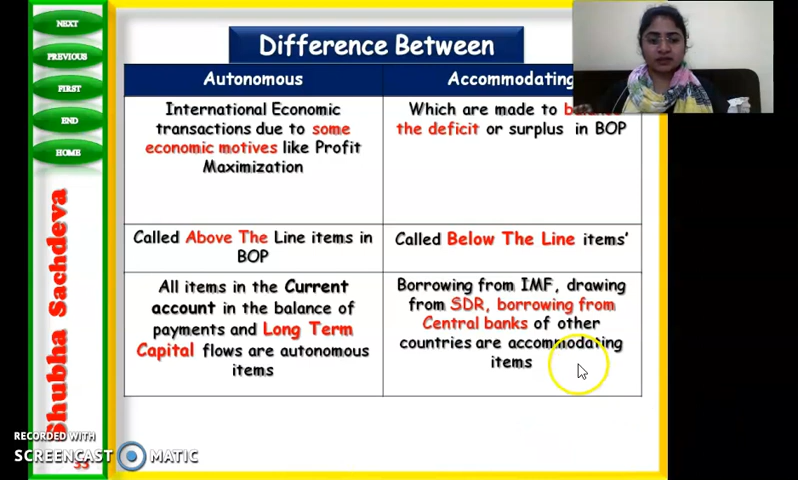 NEXT
PREVIOUS
FIRST
END
HOME
Shubha Sachdeva
Difference Between
Autonomous
Accommodating
International Economic
transactions due to some
economic motives like Profit
Maximization
Which are made to balance
the deficit or surplus in BOP
Called Above The Line items in
BOP
Called Below The Line items'
All items in the Current
account in the balance of
payments and Long Term
Capital flows are autonomous
items
Borrowing from IMF, drawing
from SDR, borrowing from
Central banks of other
countries are accommodating
items
RECORDED WITH
SCREENCAST MATIC